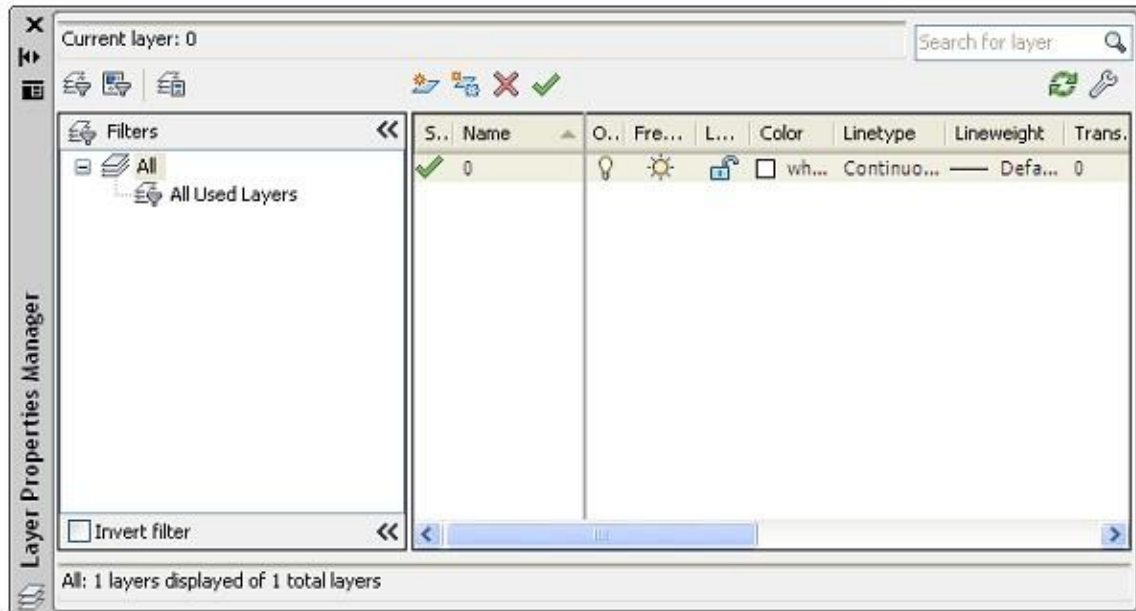 Current layer: 0
Search for layer
Filters
S.. Name O.. Fre... L... Color Linetype Lineweight Trans.
All
0 wh... Continuo... Defa... 0
All Used Layers
Invert filter
All: 1 layers displayed of 1 total layers
Layer Properties Manager